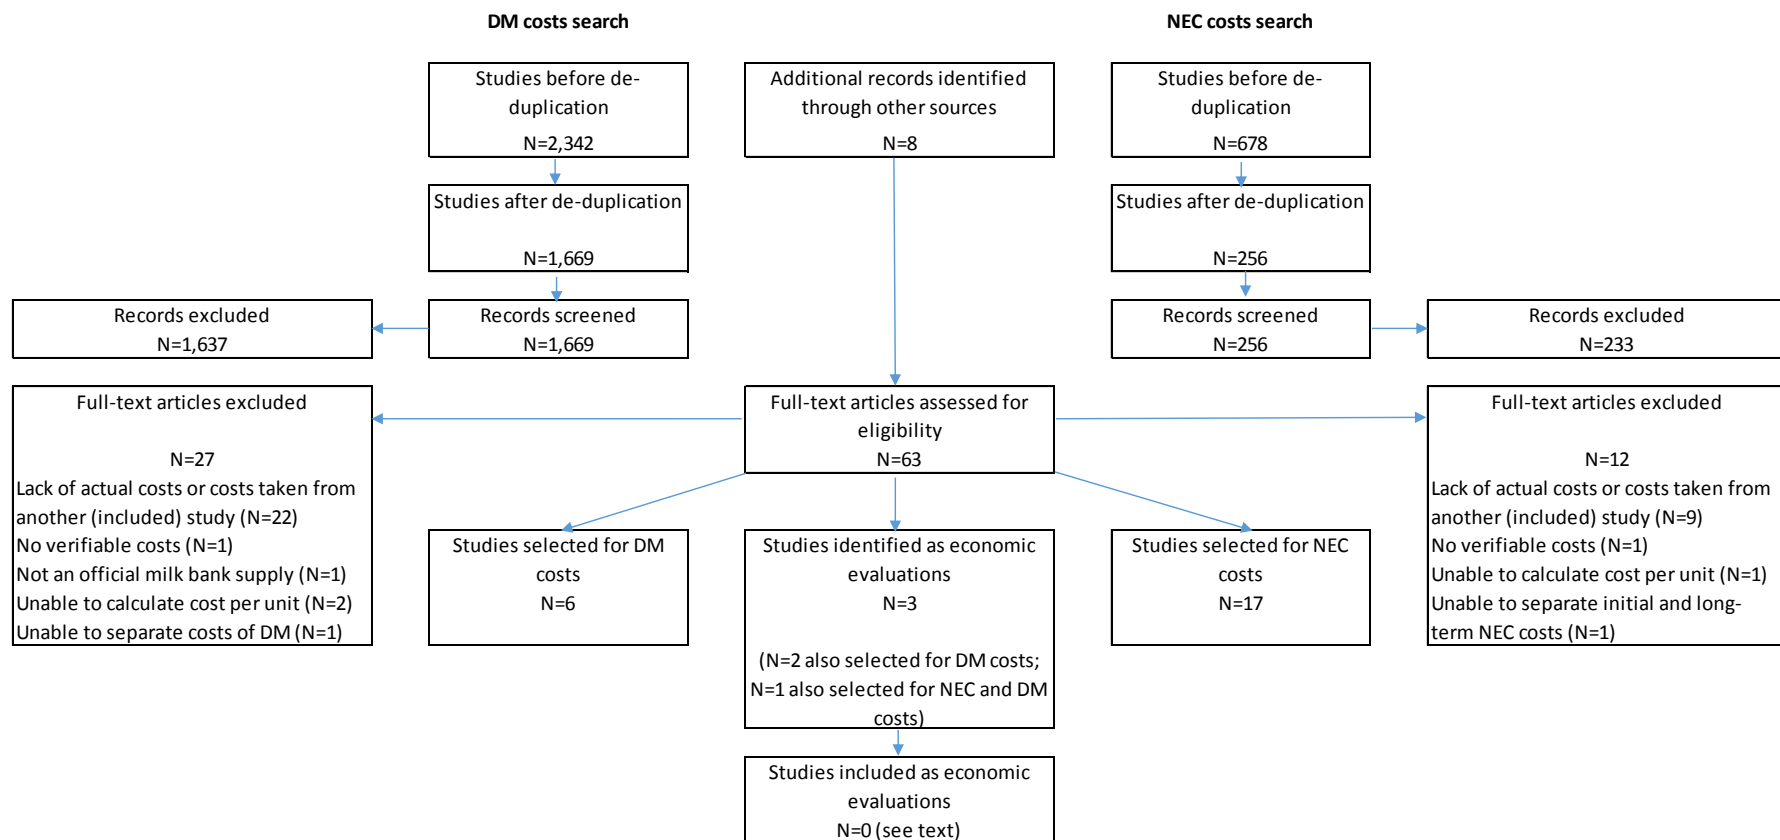 DM costs search
NEC costs search
Studies before de-
duplication
N=2,342
Additional records identified
through other sources
N=8
Studies before de-
duplication
N=678
Studies after de-duplication
N=1,669
Studies after de-duplication
N=256
Records excluded
N=1,637
Records screened
N=1,669
Records screened
N=256
Records excluded
N=233
Full-text articles excluded
N=27
Lack of actual costs or costs taken from
another (included) study (N=22)
No verifiable costs (N=1)
Not an official milk bank supply (N=1)
Unable to calculate cost per unit (N=2)
Unable to separate costs of DM (N=1)
Full-text articles assessed for
eligibility
N=63
Full-text articles excluded
N=12
Lack of actual costs or costs taken from
another (included) study (N=9)
No verifiable costs (N=1)
Unable to calculate cost per unit (N=1)
Unable to separate initial and long-
term NEC costs (N=1)
Studies selected for DM
costs
N=6
Studies identified as economic
evaluations
N=3
(N=2 also selected for DM costs;
N=1 also selected for NEC and DM
costs)
Studies selected for NEC
costs
N=17
Studies included as economic
evaluations
N=0 (see text)